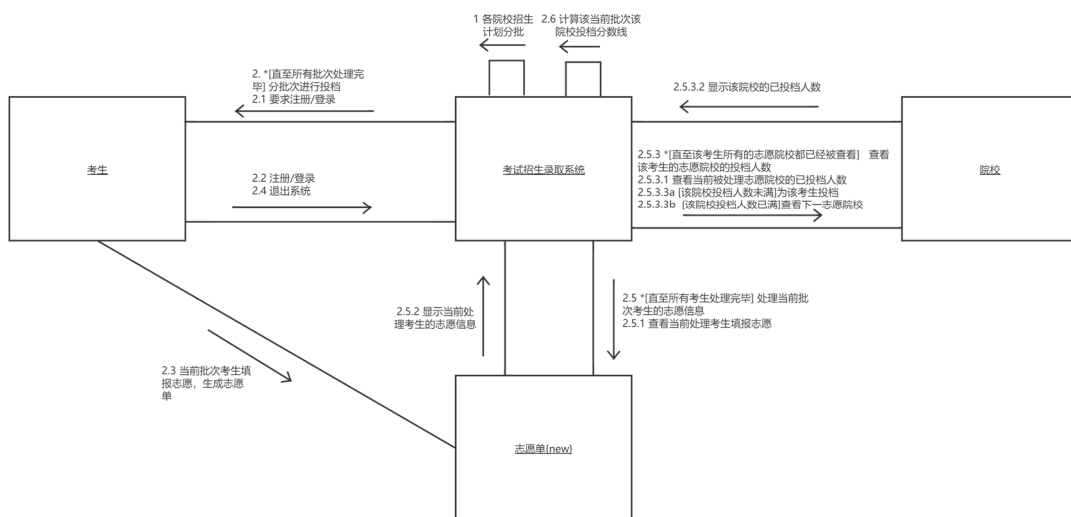 1 各院校招生
计划分批
2.6 计算该当前批次该
院校投档分数线
2. *[直至所有批次处理完
毕] 分批次进行投档
2.1 要求注册/登录
2.5.3.2 显示该院校的已投档人数
考生
2.2 注册/登录
2.4 退出系统
考试招生录取系统
2.5.3 *[直至该考生所有的志愿院校都已经被查看] 查看
该考生的志愿院校的投档人数
2.5.3.1 查看当前被处理志愿院校的已投档人数
2.5.3.3a [该院校投档人数未满]为该考生投档
2.5.3.3b [该院校投档人数已满]查看下一志愿院校
院校
2.5.2 显示当前处
理考生的志愿信息
2.5 *[直至所有考生处理完毕] 处理当前批
次考生的志愿信息
2.5.1 查看当前处理考生填报志愿
2.3 当前批次考生填
报志愿，生成志愿
单
志愿单{new}